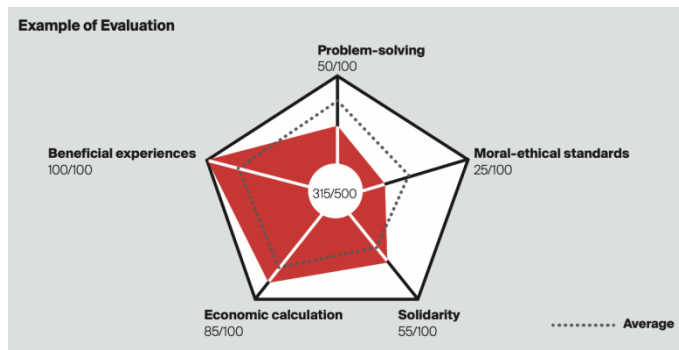 Example of Evaluation
Problem-solving
50/100
Beneficial experiences
100/100
Moral-ethical standards
25/100
315/500
Economic calculation
85/100
Solidarity
55/100
Average